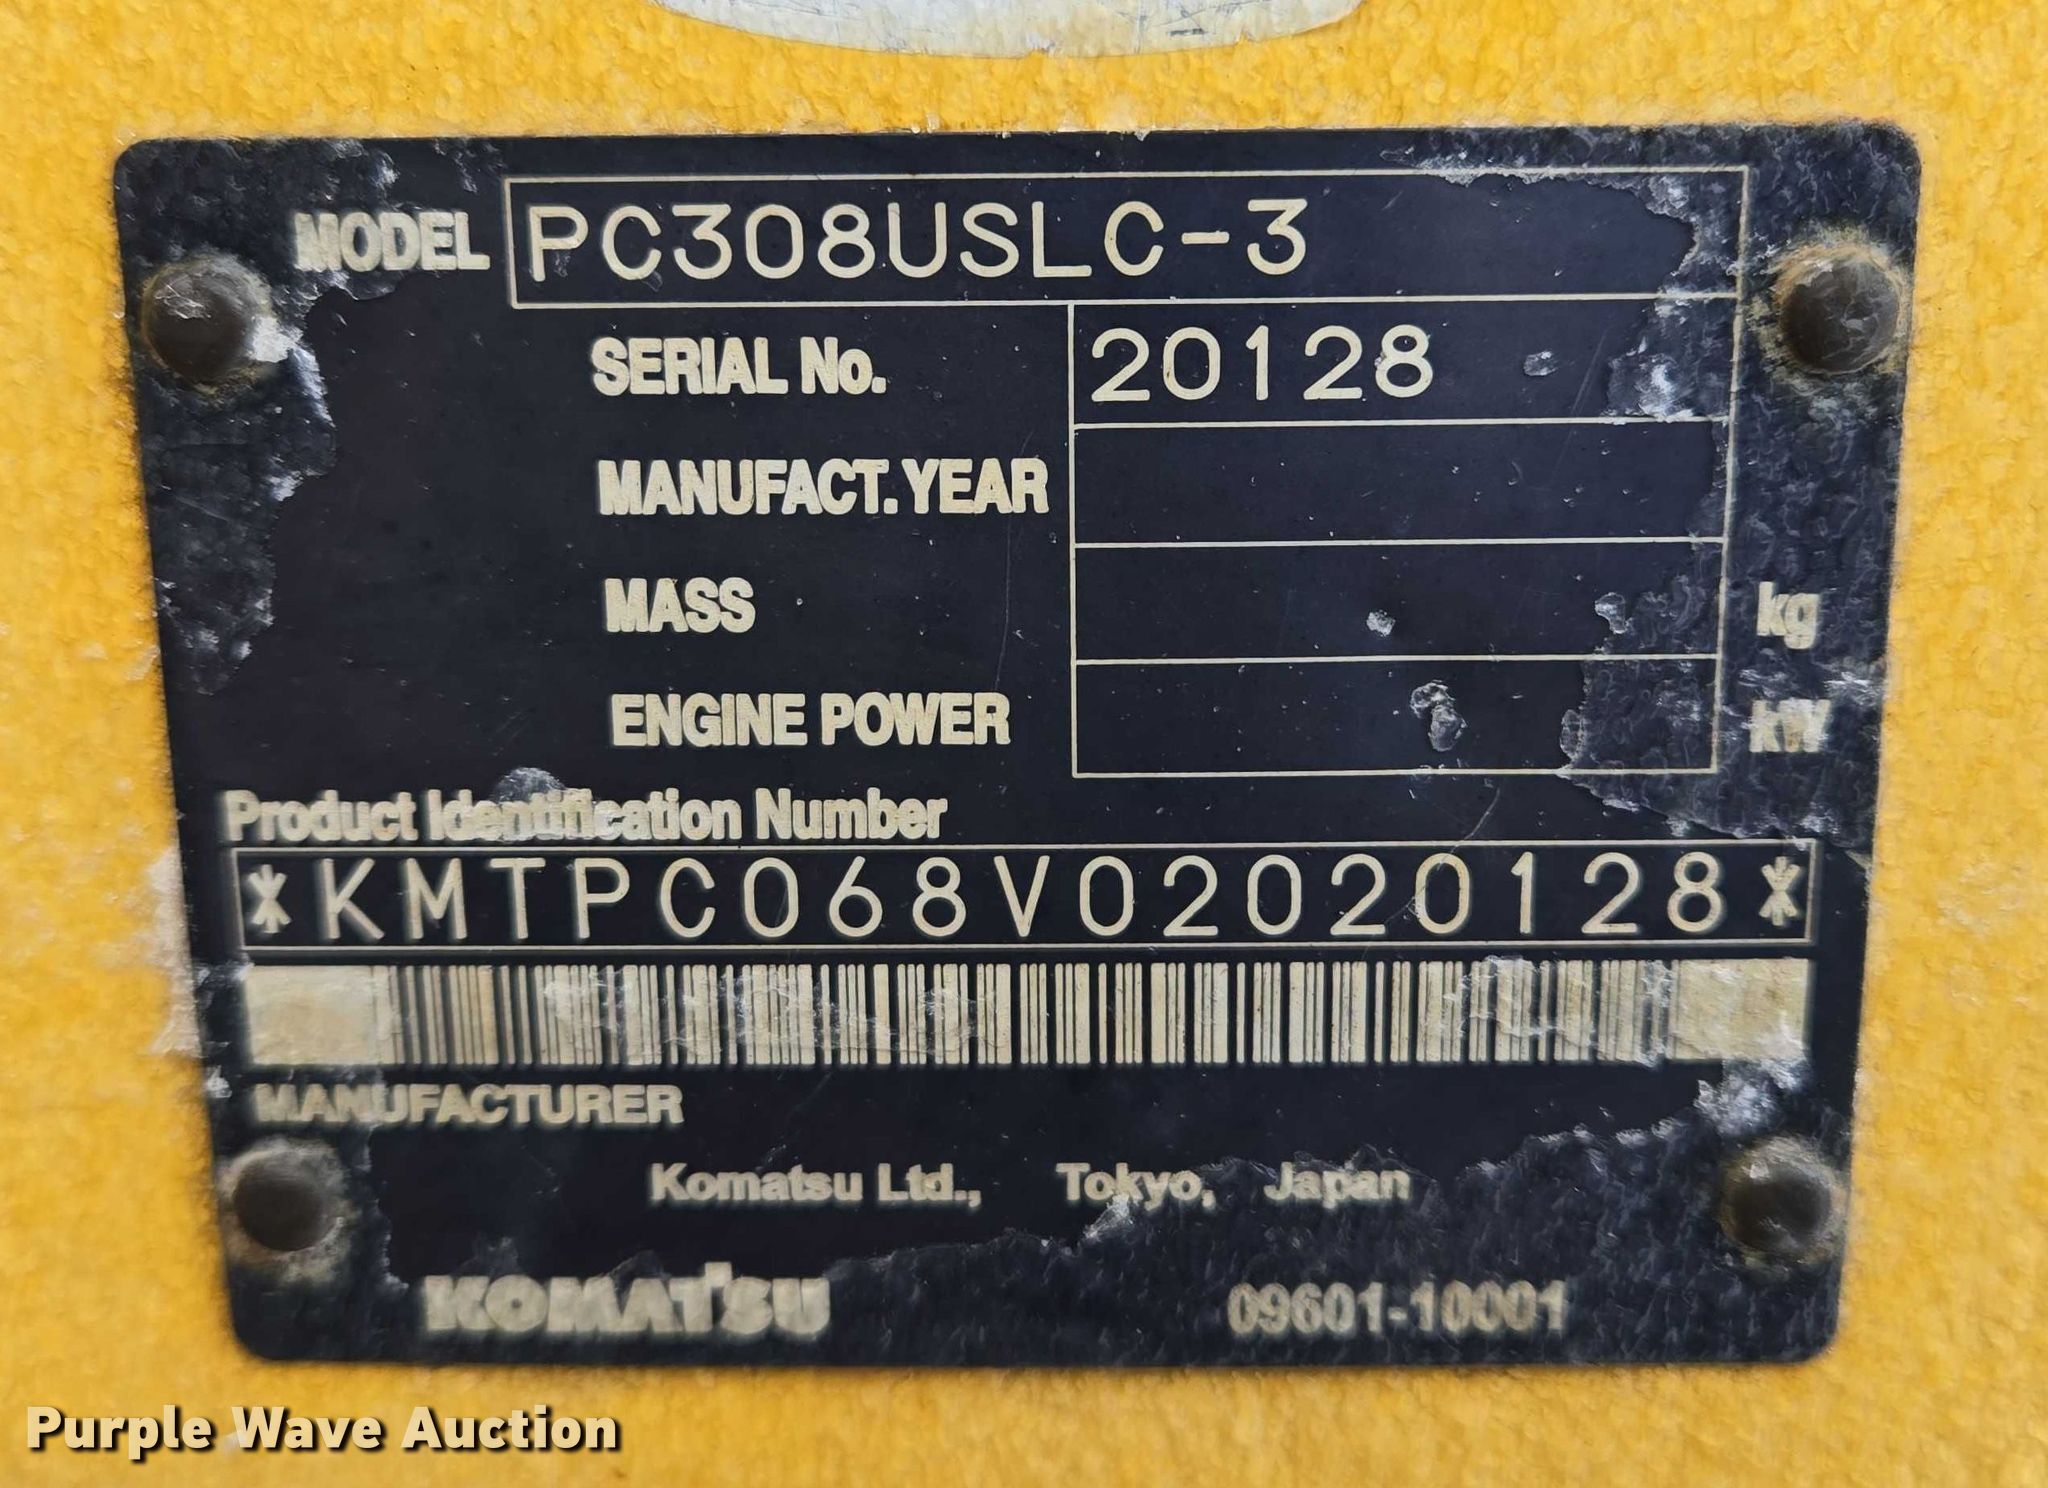 MODEL PC308USLC-3
SERIAL No. 20128
MANUFACT.YEAR
MASS kg
ENGINE POWER kW
Product Identification Number
*KMTPC068V02020128*
MANUFACTURER
Komatsu Ltd., Tokyo, Japan
KOMATSU 09601-10001
Purple Wave Auction